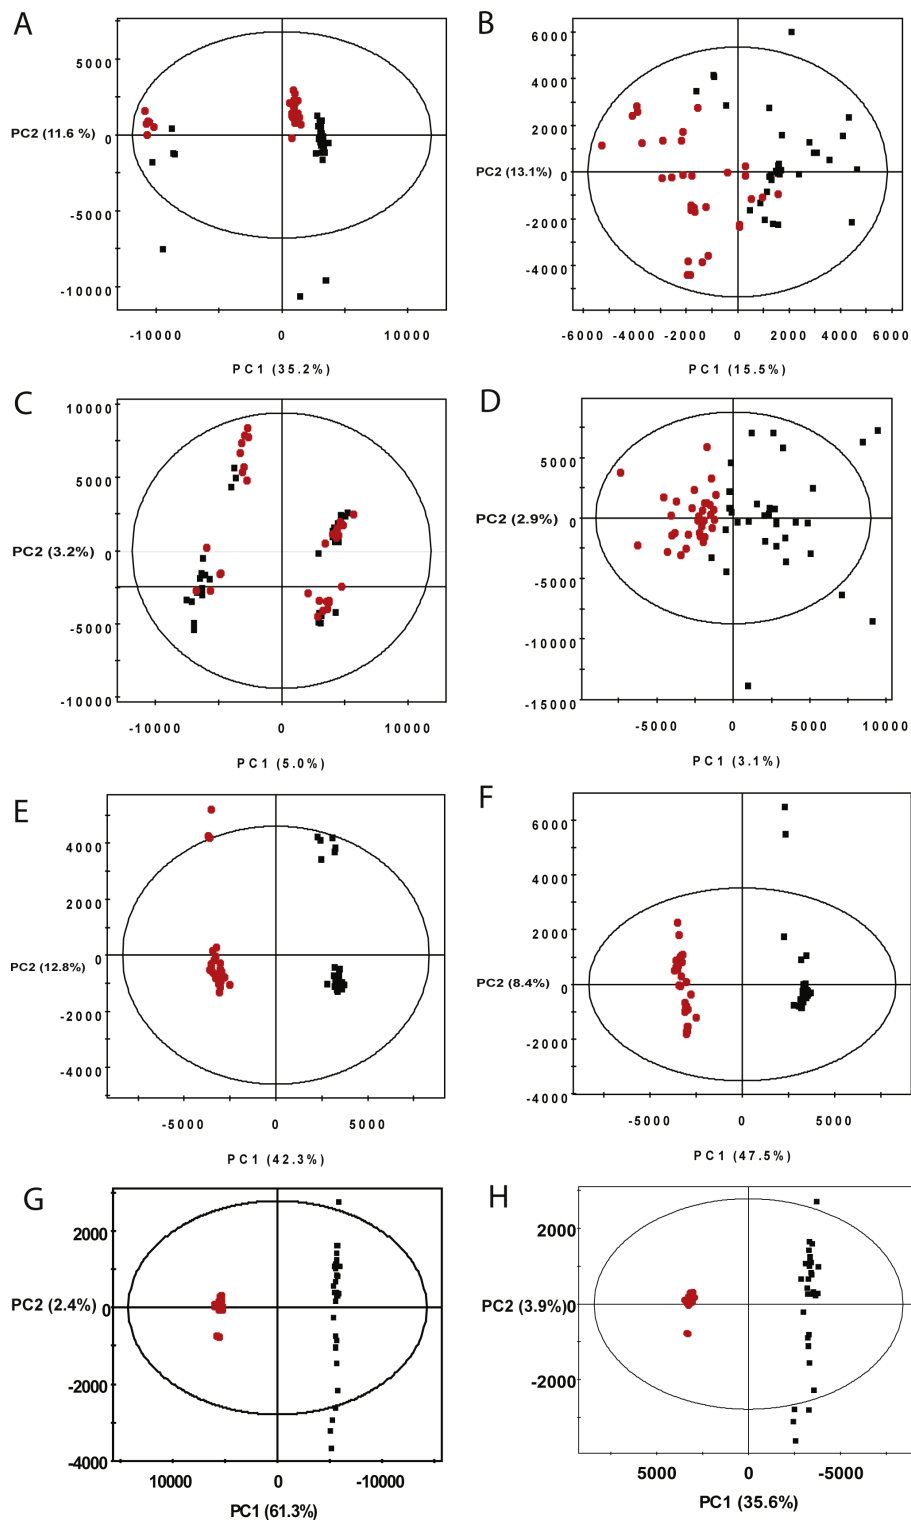 A
5000
PC2 (11.6 %)
0
-5000
-10000
-10000 0 10000
PC1 (35.2%)
B
6000
4000
2000
PC2 (13.1%)
0
-2000
-4000
-6000 -4000 -2000 0 2000 4000 6000
PC1 (15.5%)
C
10000
5000
PC2 (3.2%)
0
-5000
-10000
-10000 0 10000
PC1 (5.0%)
D
5000
PC2 (2.9%)
0
-5000
-10000
-15000
-5000 0 5000 10000
PC1 (3.1%)
E
4000
2000
PC2 (12.8%)
0
-2000
-4000
-5000 0 5000
PC1 (42.3%)
F
6000
4000
2000
PC2 (8.4%)
0
-2000
-4000
-5000 0 5000
PC1 (47.5%)
G
2000
PC2 (2.4%)
0
-2000
-4000
10000 0 -10000
PC1 (61.3%)
H
2000
PC2 (3.9%)
0
-2000
5000 0 -5000
PC1 (35.6%)